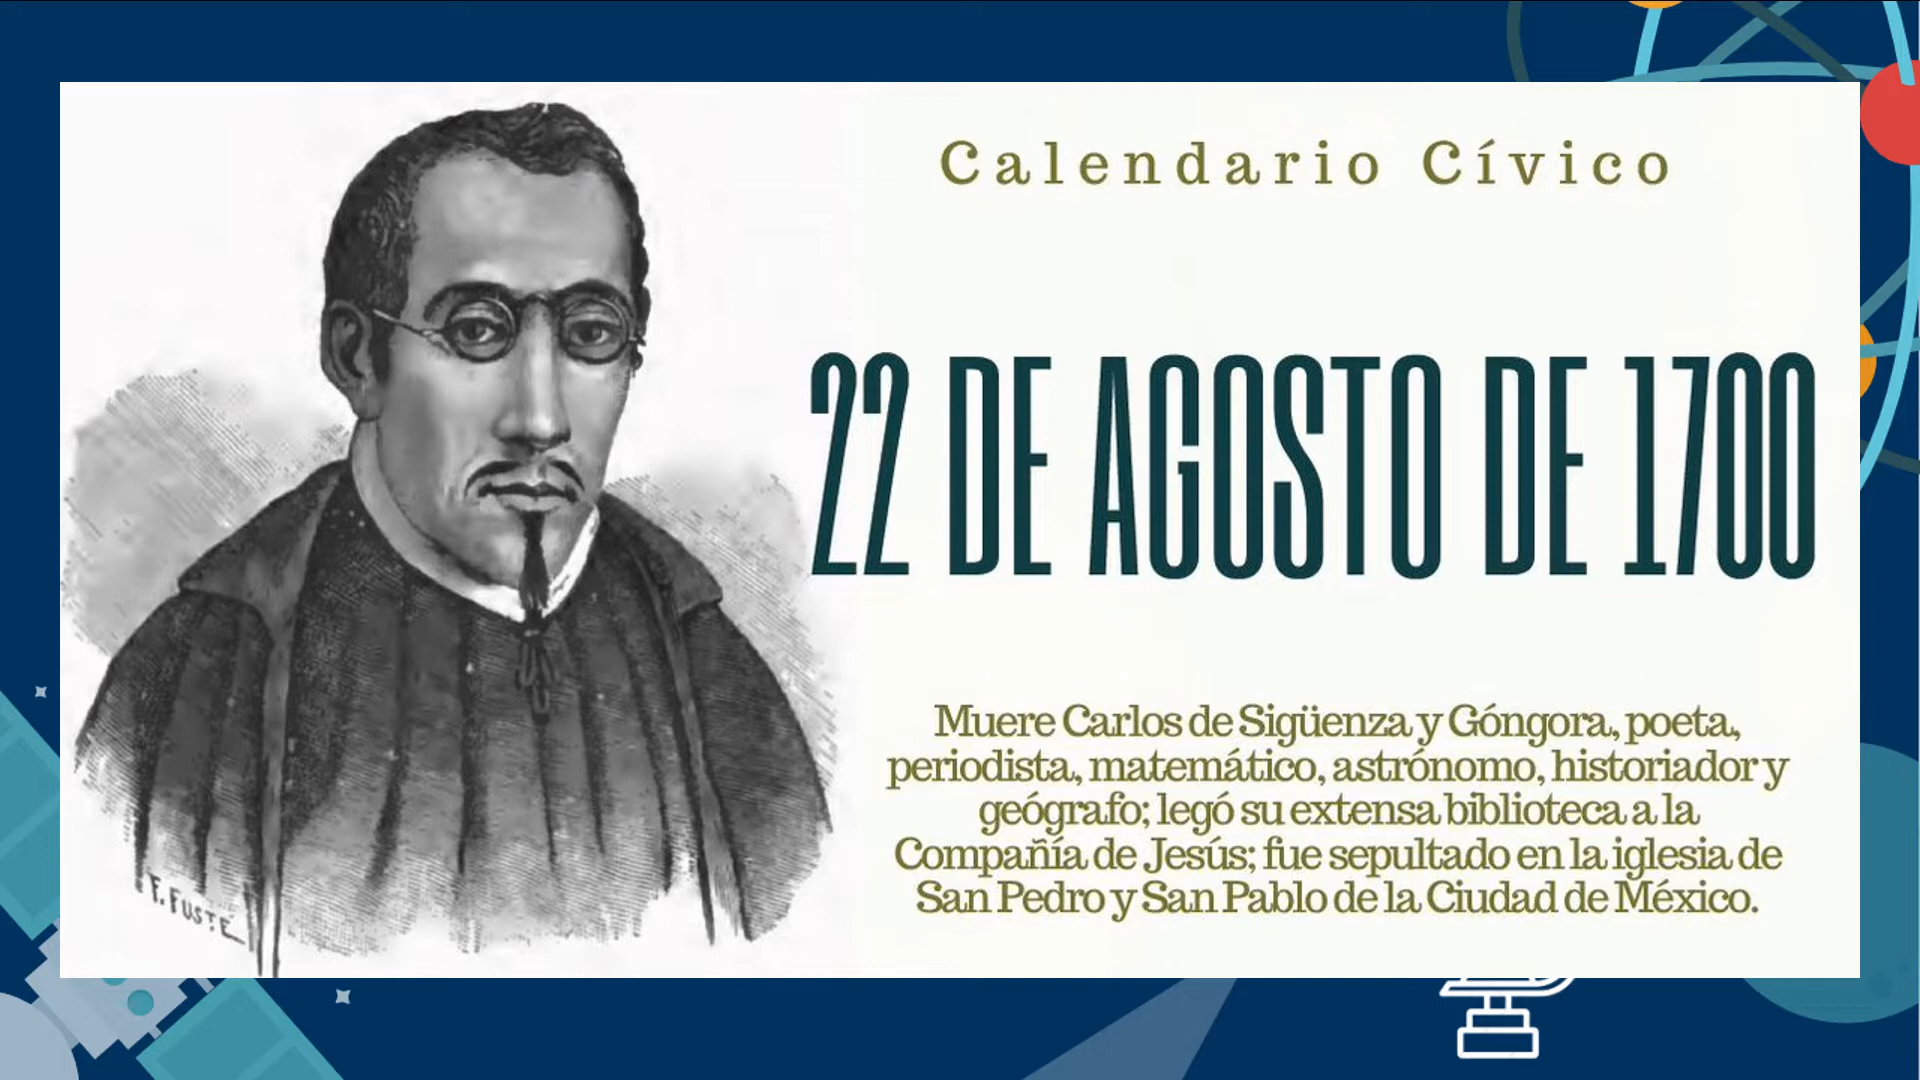 Calendario Cívico
22 DE AGOSTO DE 1700
Muere Carlos de Sigüenza y Góngora, poeta,
periodista, matemático, astrónomo, historiador y
geógrafo; legó su extensa biblioteca a la
Compañía de Jesús; fue sepultado en la iglesia de
San Pedro y San Pablo de la Ciudad de México.
F. FUSTÉ